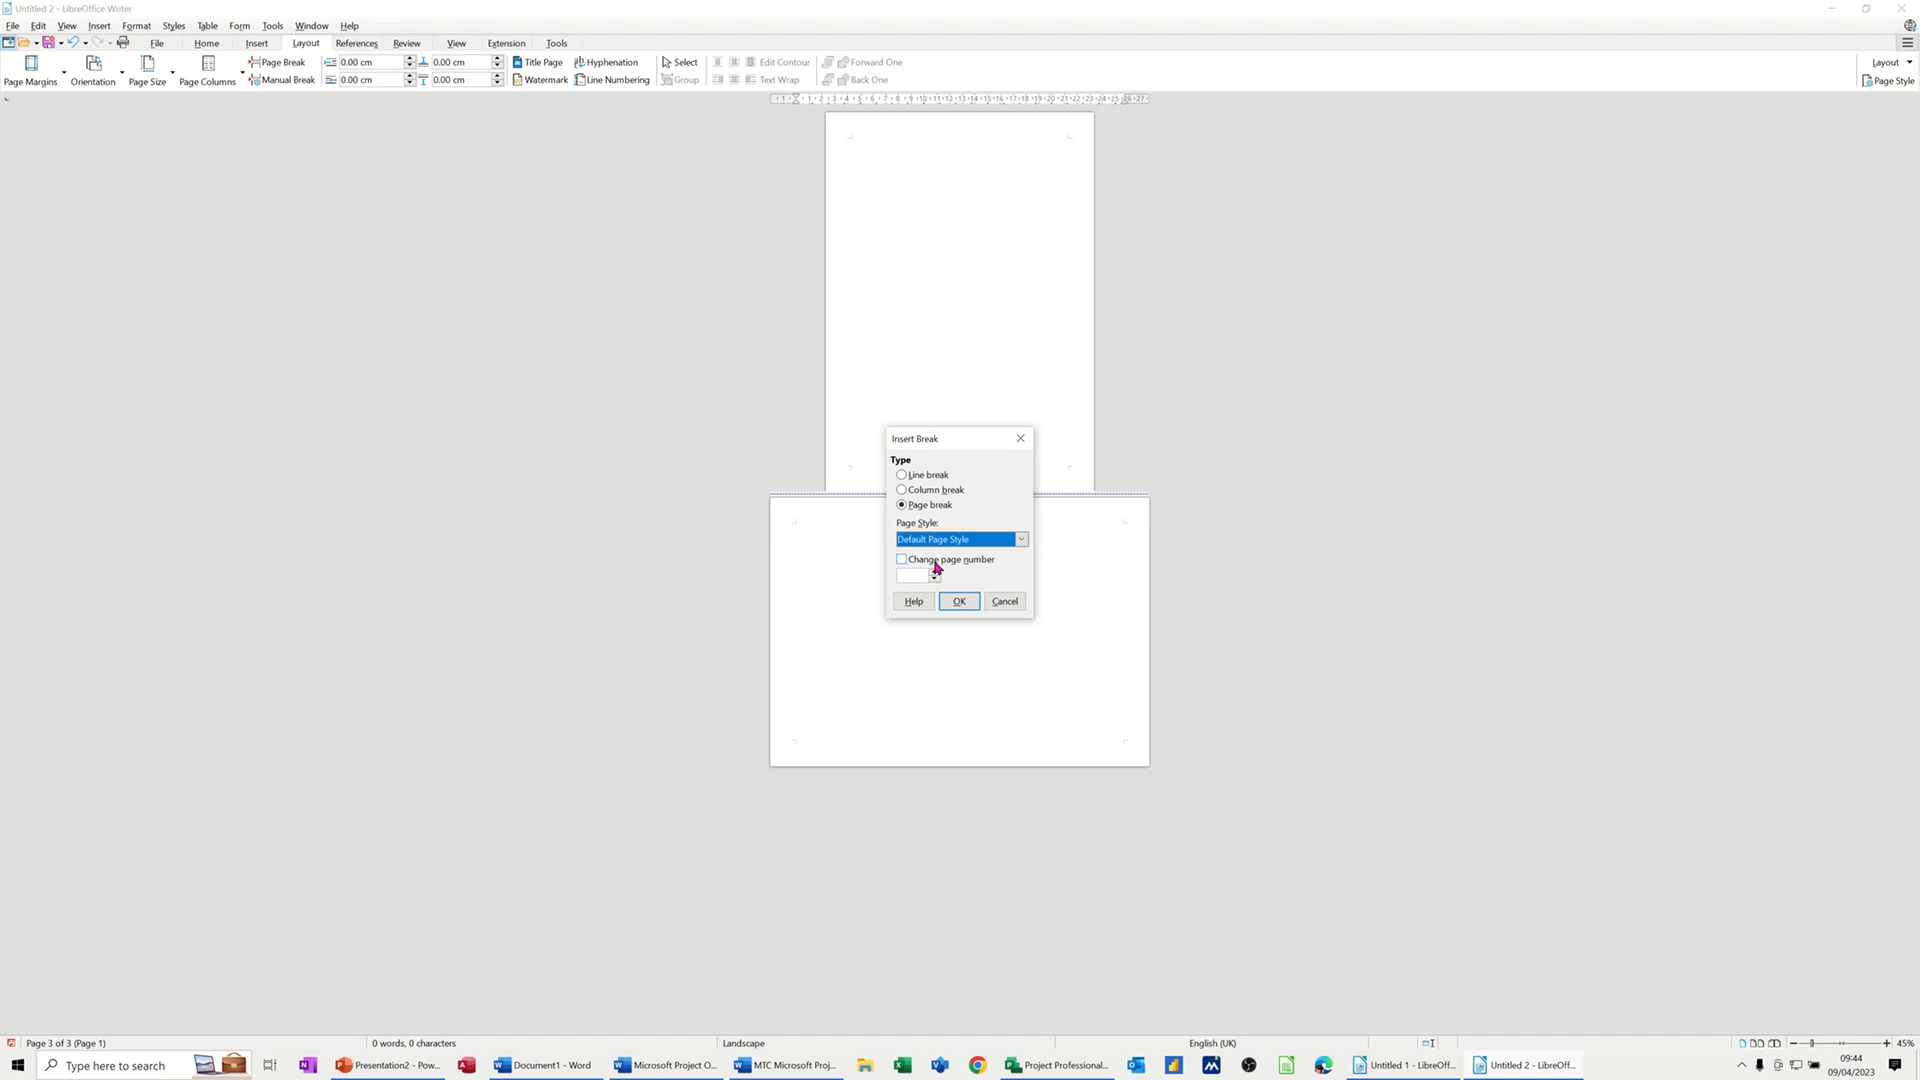 Untitled 2 - LibreOffice Writer
File Edit View Insert Format Styles Table Form Tools Window Help
File Home Insert Layout References Review View Extension Tools
Page Margins Orientation Page Size Page Columns
Page Break
Manual Break
0.00 cm 0.00 cm
0.00 cm 0.00 cm
Title Page Hyphenation
Watermark Line Numbering
Select
Group
Edit Contour
Text Wrap
Forward One
Back One
Layout
Page Style
Insert Break
Type
Line break
Column break
Page break
Page Style:
Default Page Style
Change page number
Help OK Cancel
Page 3 of 3 (Page 1) 0 words, 0 characters Landscape English (UK) 45%
Type here to search
Presentation2 - Pow...
Document1 - Word
Microsoft Project O...
MTC Microsoft Proj...
Project Professional...
Untitled 1 - LibreOff...
Untitled 2 - LibreOff...
09:44
09/04/2023